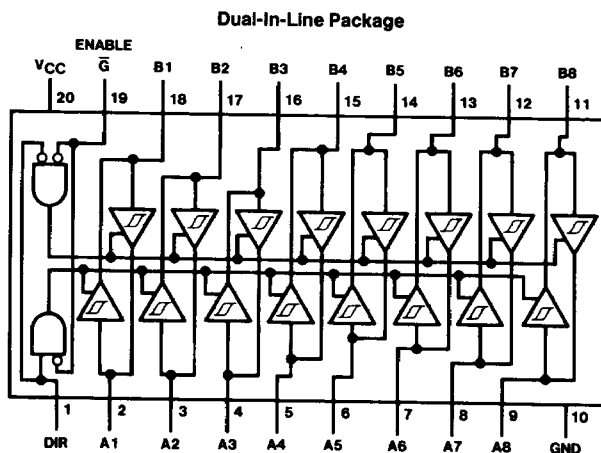 Dual-In-Line Package
ENABLE
VCC G̅ B1 B2 B3 B4 B5 B6 B7 B8
20 19 18 17 16 15 14 13 12 11
1 2 3 4 5 6 7 8 9 10
DIR A1 A2 A3 A4 A5 A6 A7 A8 GND